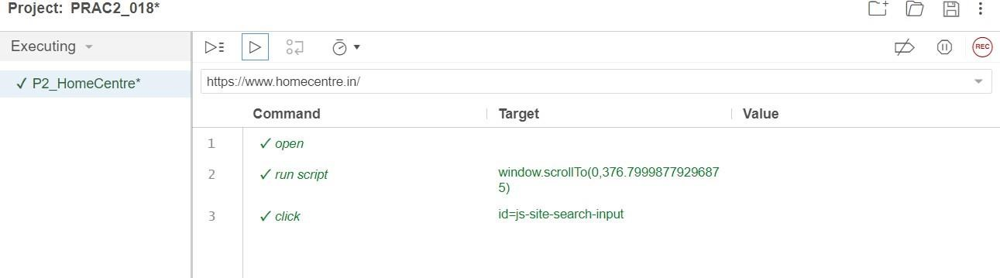 Project: PRAC2_018*
Executing
REC
✓ P2_HomeCentre*
https://www.homecentre.in/
Command Target Value
1 ✓ open
2 ✓ run script window.scrollTo(0,376.7999877929687
5)
3 ✓ click id=js-site-search-input